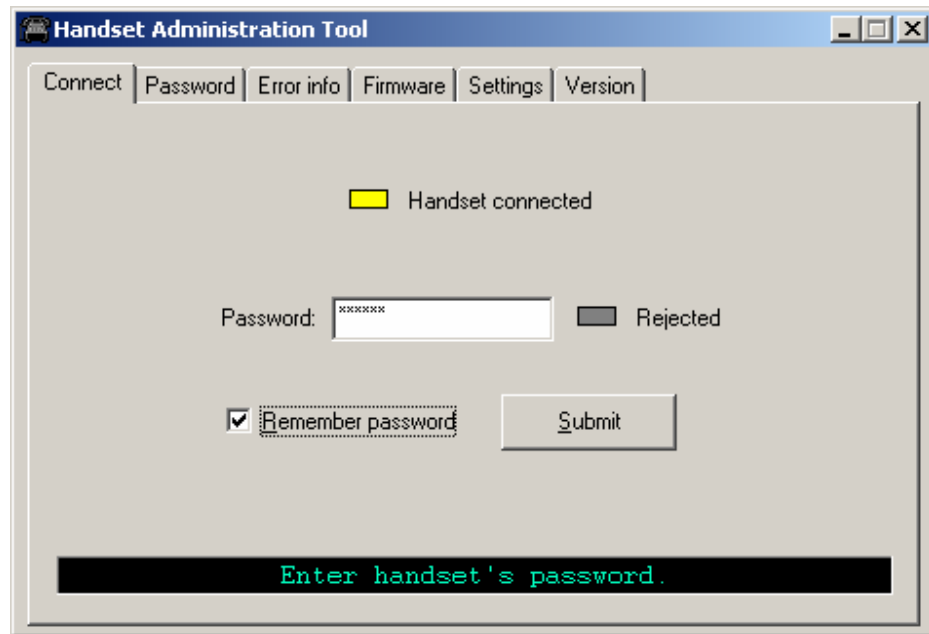 Handset Administration Tool
Connect Password Error info Firmware Settings Version
Handset connected
Password: ****** Rejected
Remember password Submit
Enter handset's password.